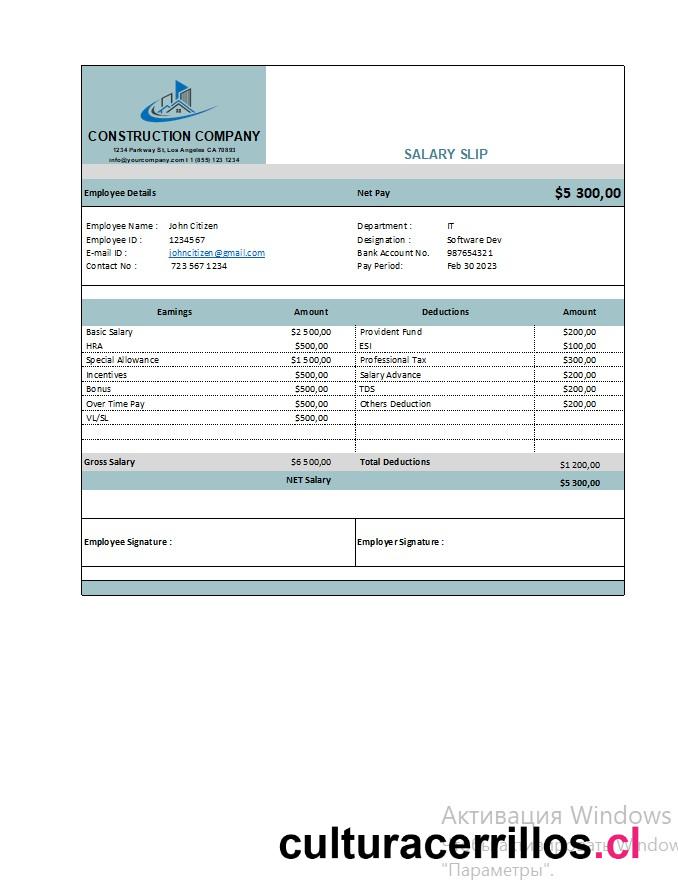 CONSTRUCTION COMPANY
1234 Parkway St, Los Angeles CA 70893
info@yourcompany.com I 1 (855) 123 1234
SALARY SLIP
Employee Details Net Pay $5 300,00
Employee Name : John Citizen Department : IT
Employee ID : 1234567 Designation : Software Dev
E-mail ID : johncitizen@gmail.com Bank Account No. 987654321
Contact No : 723 567 1234 Pay Period: Feb 30 2023
Earnings Amount Deductions Amount
Basic Salary $2 500,00 Provident Fund $200,00
HRA $500,00 ESI $100,00
Special Allowance $1 500,00 Professional Tax $300,00
Incentives $500,00 Salary Advance $200,00
Bonus $500,00 TDS $200,00
Over Time Pay $500,00 Others Deduction $200,00
VL/SL $500,00
Gross Salary $6 500,00 Total Deductions $1 200,00
NET Salary $5 300,00
Employee Signature : Employer Signature :
Активация Windows
culturacerrillos.cl
"Параметры".